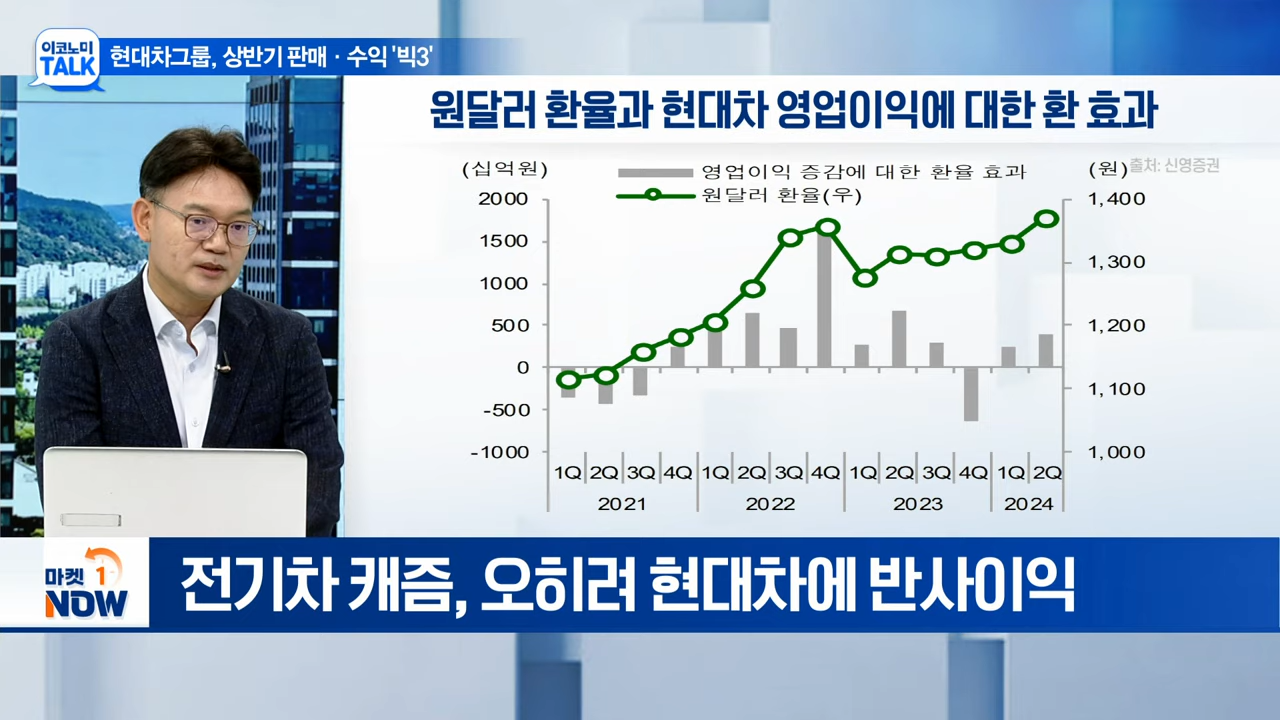 이코노미
TALK
현대차그룹, 상반기 판매 · 수익 '빅3'
원달러 환율과 현대차 영업이익에 대한 환 효과
(십억원)
영업이익 증감에 대한 환율 효과
원달러 환율(우)
(원)
출처: 신영증권
2000
1500
1000
500
0
-500
-1000
1,400
1,300
1,200
1,100
1,000
1Q 2Q 3Q 4Q 1Q 2Q 3Q 4Q 1Q 2Q 3Q 4Q 1Q 2Q
2021 2022 2023 2024
마켓 1
NOW
전기차 캐즘, 오히려 현대차에 반사이익